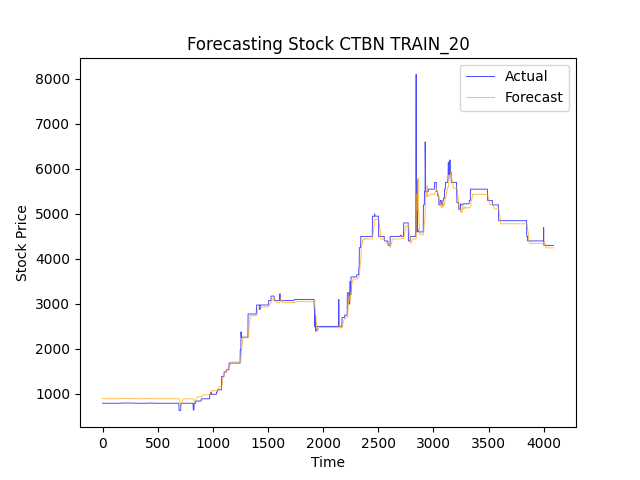 Forecasting Stock CTBN TRAIN_20
Actual
Forecast
8000
7000
6000
5000
4000
3000
2000
1000
Stock Price
0 500 1000 1500 2000 2500 3000 3500 4000
Time